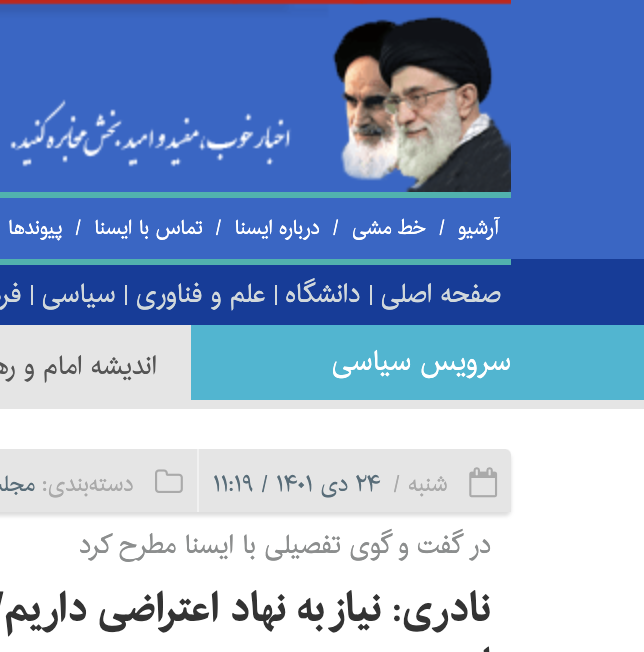 اخبار خوب، مفید و امید بخش مخابره کنید.
آرشیو / خط مشی / درباره ایسنا / تماس با ایسنا / پیوندها
صفحه اصلی | دانشگاه | علم و فناوری | سیاسی |
سرویس سیاسی
اندیشه امام و
شنبه / ۲۴ دی ۱۴۰۱ / ۱۱:۱۹
دسته‌بندی:
در گفت و گوی تفصیلی با ایسنا مطرح کرد
نادری: نیاز به نهاد اعتراضی داریم/